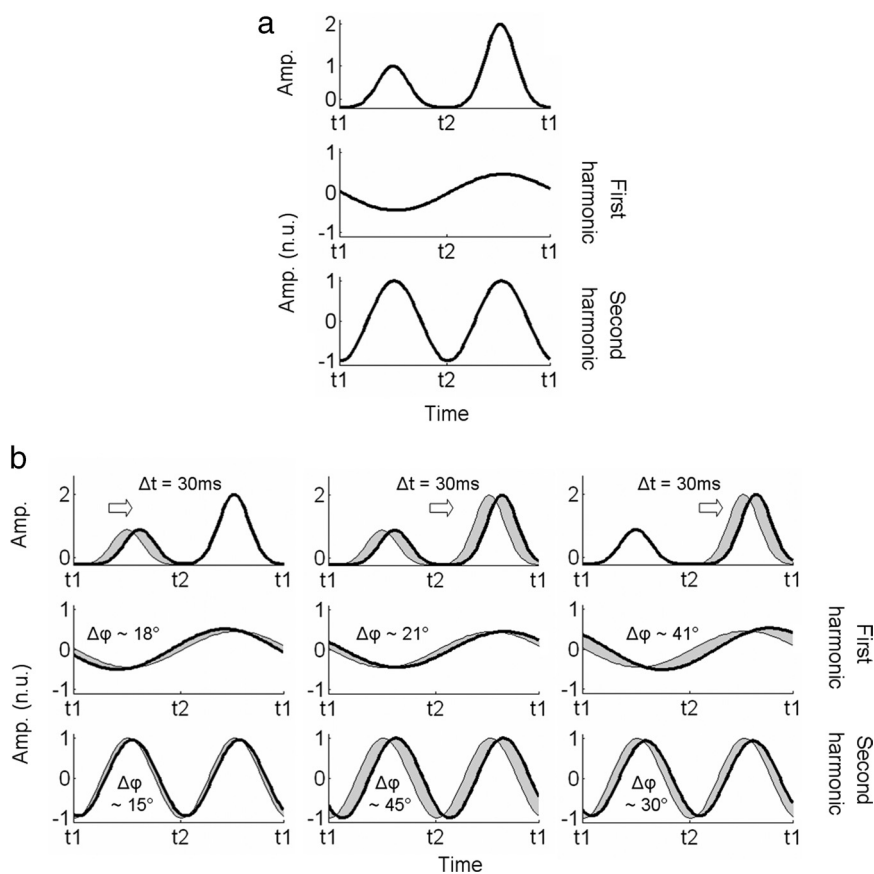 a
Amp.
2
1
0
t1 t2 t1
Amp. (n.u.)
1
0
-1
t1 t2 t1
First harmonic
1
0
-1
t1 t2 t1
Second harmonic
Time
b
Amp.
2
0
Δt = 30ms
t1 t2 t1
Δt = 30ms
t1 t2 t1
Δt = 30ms
t1 t2 t1
Amp. (n.u.)
1
0
-1
Δφ ~ 18°
t1 t2 t1
Δφ ~ 21°
t1 t2 t1
Δφ ~ 41°
t1 t2 t1
First harmonic
1
0
-1
Δφ
~ 15°
t1 t2 t1
Δφ
~ 45°
t1 t2 t1
Δφ
~ 30°
t1 t2 t1
Second harmonic
Time